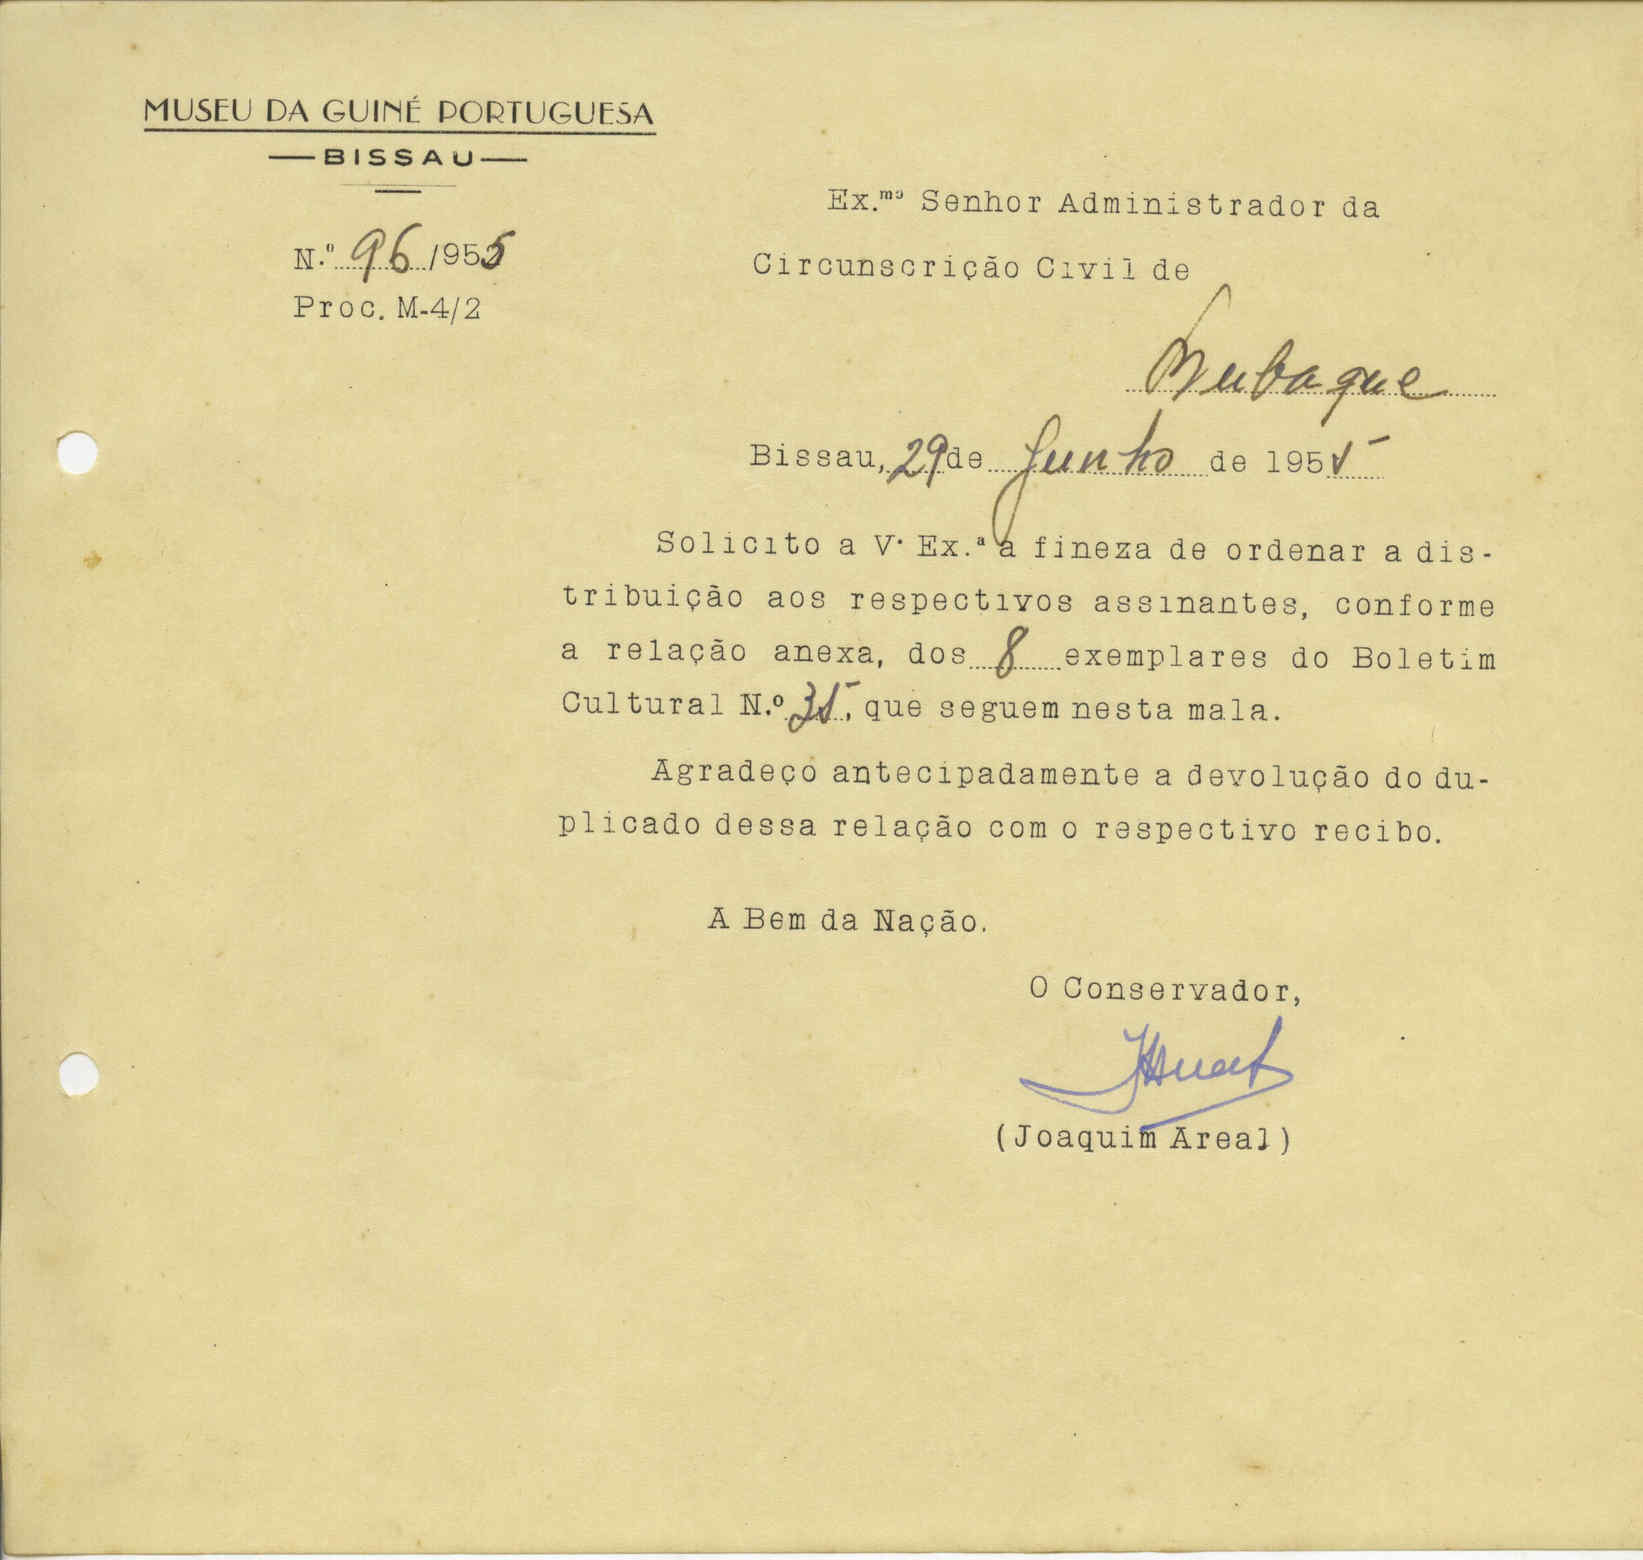 MUSEU DA GUINÉ PORTUGUESA
BISSAU
N.º 96/955
Proc. M-4/2
Ex.mo Senhor Administrador da
Circunscrição Civil de
Bubaque
Bissau, 29 de Junho de 1955
Solicito a V. Ex.ª a fineza de ordenar a dis-
tribuição aos respectivos assinantes, conforme
a relação anexa, dos 8 exemplares do Boletim
Cultural N.º 35, que seguem nesta mala.
Agradeço antecipadamente a devolução do du-
plicado dessa relação com o respectivo recibo.
A Bem da Nação.
O Conservador,
(Joaquim Areal)